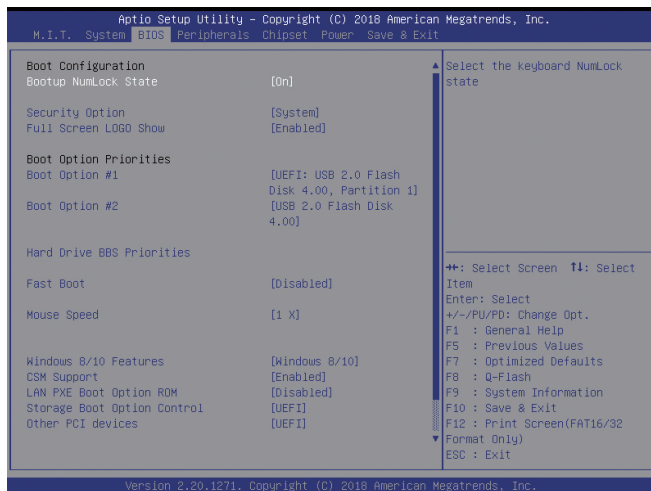 Aptio Setup Utility – Copyright (C) 2018 American Megatrends, Inc.
M.I.T. System BIOS Peripherals Chipset Power Save & Exit
Boot Configuration
Bootup NumLock State [On]
Security Option [System]
Full Screen LOGO Show [Enabled]
Boot Option Priorities
Boot Option #1 [UEFI: USB 2.0 Flash
Disk 4.00, Partition 1]
Boot Option #2 [USB 2.0 Flash Disk
4.00]
Hard Drive BBS Priorities
Fast Boot [Disabled]
Mouse Speed [1 X]
Windows 8/10 Features [Windows 8/10]
CSM Support [Enabled]
LAN PXE Boot Option ROM [Disabled]
Storage Boot Option Control [UEFI]
Other PCI devices [UEFI]
Select the keyboard NumLock
state
→←: Select Screen ↑↓: Select
Item
Enter: Select
+/-/PU/PD: Change Opt.
F1 : General Help
F5 : Previous Values
F7 : Optimized Defaults
F8 : Q-Flash
F9 : System Information
F10 : Save & Exit
F12 : Print Screen(FAT16/32
Format Only)
ESC : Exit
Version 2.20.1271. Copyright (C) 2018 American Megatrends, Inc.